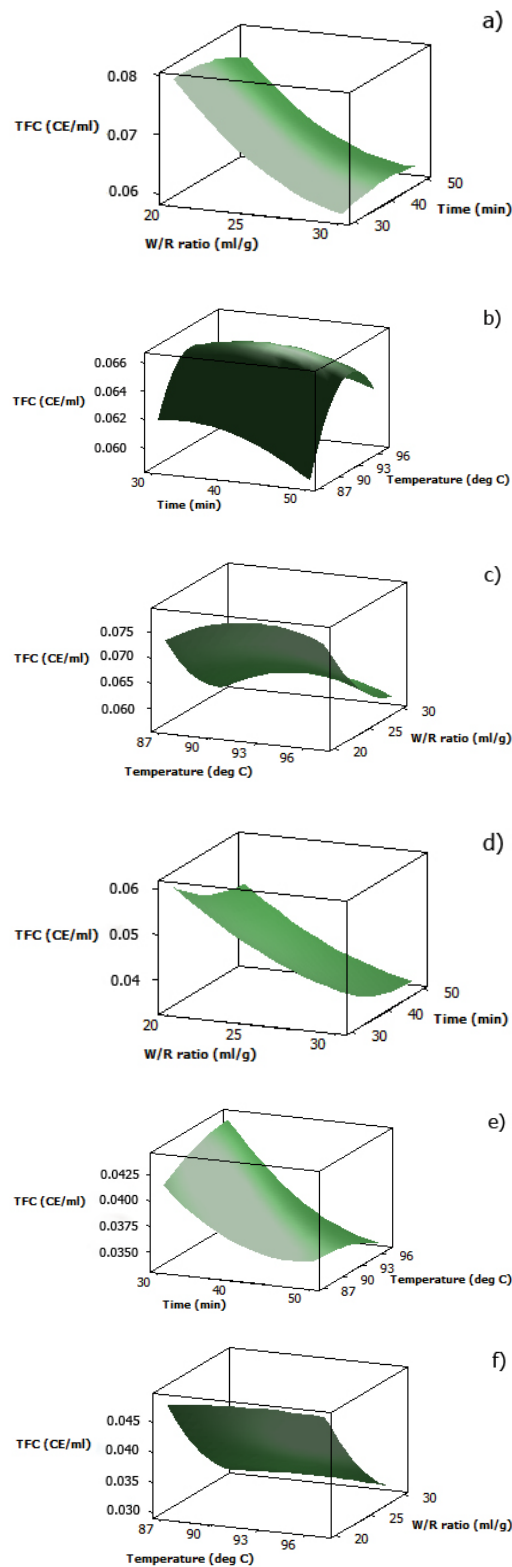 a)
0.08
TFC (CE/ml)
0.07
0.06
50
40
Time (min)
20
25
30
30
W/R ratio (ml/g)
b)
0.066
0.064
TFC (CE/ml)
0.062
0.060
96
93
90
Temperature (deg C)
87
30
40
50
Time (min)
c)
0.075
0.070
TFC (CE/ml)
0.065
0.060
30
25
W/R ratio (ml/g)
20
87
90
93
96
Temperature (deg C)
d)
0.06
TFC (CE/ml)
0.05
0.04
50
40
Time (min)
30
20
25
30
W/R ratio (ml/g)
e)
0.0425
TFC (CE/ml)
0.0400
0.0375
0.0350
96
93
90
Temperature (deg C)
87
30
40
50
Time (min)
f)
0.045
TFC (CE/ml)
0.040
0.035
0.030
30
25
W/R ratio (ml/g)
20
87
90
93
96
Temperature (deg C)